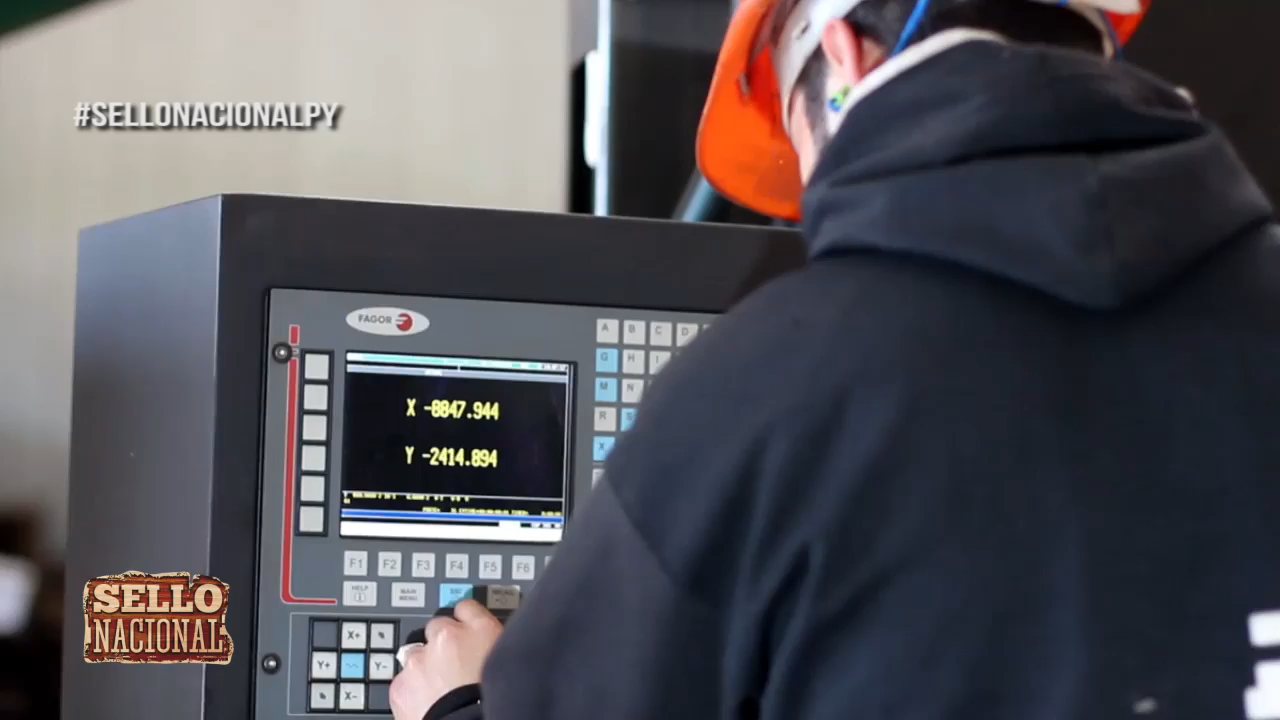 #SELLONACIONALPY
FAGOR
A B C D
G H I
X -8847.944
M N
R S
Y -2414.894
X
F1 F2 F3 F4 F5 F6
HELP
MAIN
MENU
X+
Y+ Y-
X-
SELLO
NACIONAL